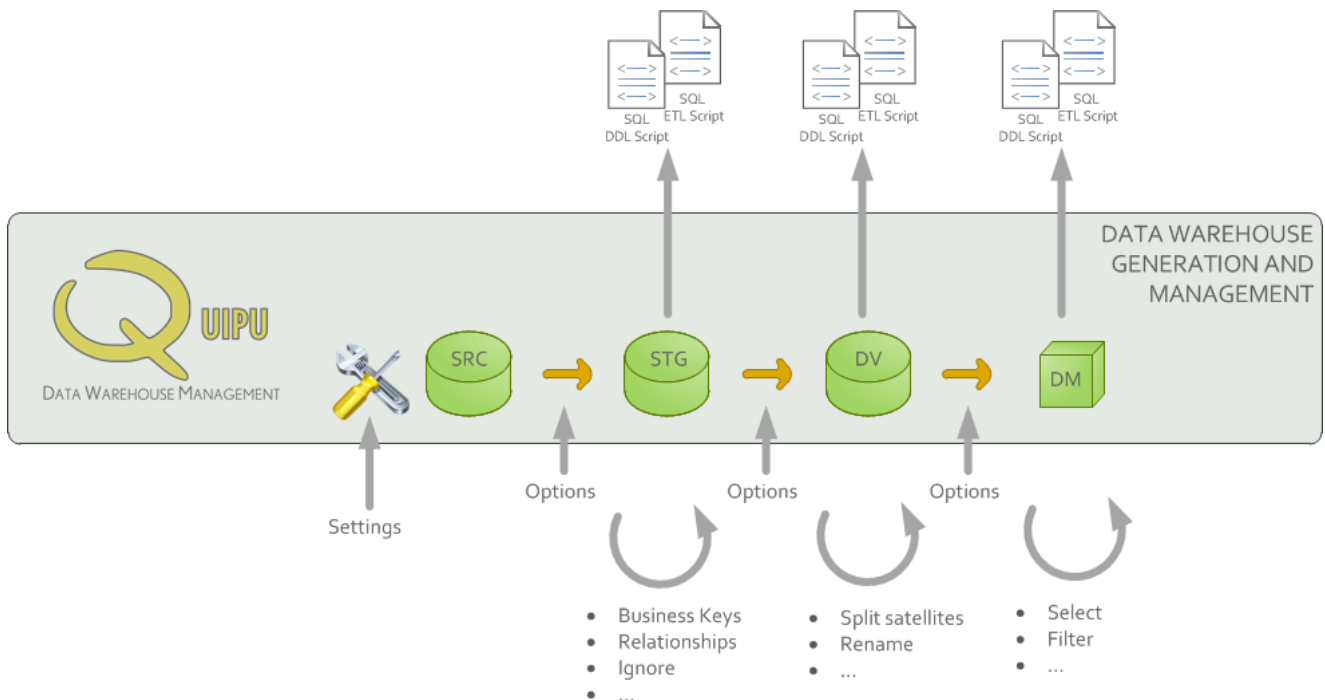 SQL
ETL Script
SQL
DDL Script
SQL
ETL Script
SQL
DDL Script
SQL
ETL Script
SQL
DDL Script
DATA WAREHOUSE
GENERATION AND
MANAGEMENT
QUIPU
DATA WAREHOUSE MANAGEMENT
SRC
STG
DV
DM
Settings
Options
Options
Options
• Business Keys
• Relationships
• Ignore
• ...
• Split satellites
• Rename
• ...
• Select
• Filter
• ...